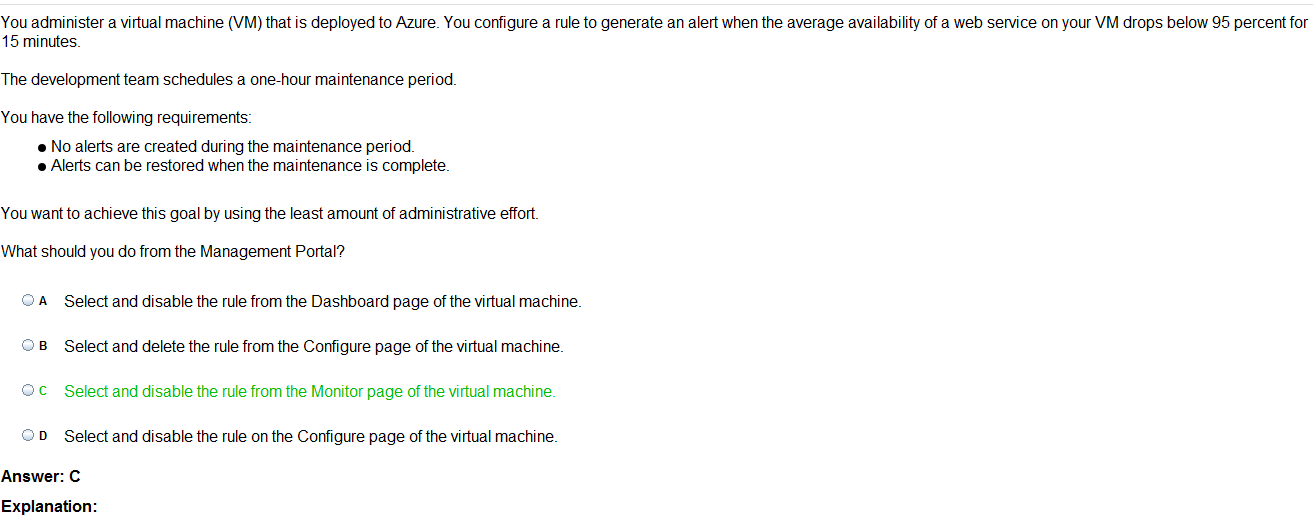 You administer a virtual machine (VM) that is deployed to Azure. You configure a rule to generate an alert when the average availability of a web service on your VM drops below 95 percent for
15 minutes.
The development team schedules a one-hour maintenance period.
You have the following requirements:
● No alerts are created during the maintenance period.
● Alerts can be restored when the maintenance is complete.
You want to achieve this goal by using the least amount of administrative effort.
What should you do from the Management Portal?
A Select and disable the rule from the Dashboard page of the virtual machine.
B Select and delete the rule from the Configure page of the virtual machine.
C Select and disable the rule from the Monitor page of the virtual machine.
D Select and disable the rule on the Configure page of the virtual machine.
Answer: C
Explanation: